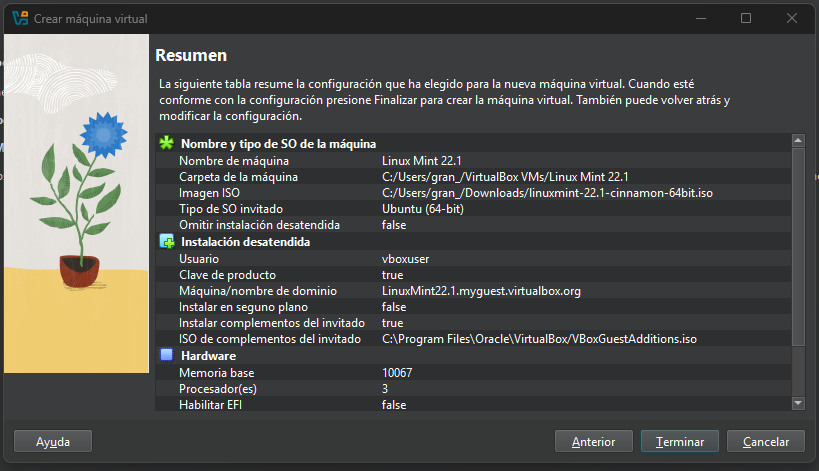 Crear máquina virtual
Resumen
La siguiente tabla resume la configuración que ha elegido para la nueva máquina virtual. Cuando esté
conforme con la configuración presione Finalizar para crear la máquina virtual. También puede volver atrás y
modificar la configuración.
Nombre y tipo de SO de la máquina
Nombre de máquina Linux Mint 22.1
Carpeta de la máquina C:/Users/gran_/VirtualBox VMs/Linux Mint 22.1
Imagen ISO C:/Users/gran_/Downloads/linuxmint-22.1-cinnamon-64bit.iso
Tipo de SO invitado Ubuntu (64-bit)
Omitir instalación desatendida false
Instalación desatendida
Usuario vboxuser
Clave de producto true
Máquina/nombre de dominio LinuxMint22.1.myguest.virtualbox.org
Instalar en seguno plano false
Instalar complementos del invitado true
ISO de complementos del invitado C:\Program Files\Oracle\VirtualBox/VBoxGuestAdditions.iso
Hardware
Memoria base 10067
Procesador(es) 3
Habilitar EFI false
Ayuda Anterior Terminar Cancelar